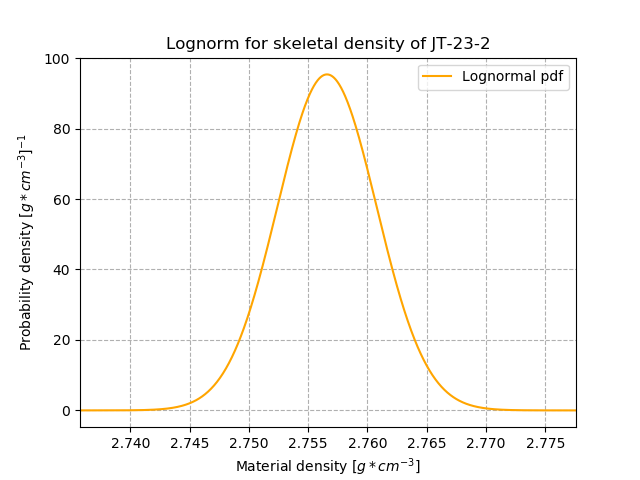 Lognorm for skeletal density of JT-23-2
Lognormal pdf
100
80
60
40
20
0
Probability density [g * cm⁻³]⁻¹
2.740 2.745 2.750 2.755 2.760 2.765 2.770 2.775
Material density [g * cm⁻³]